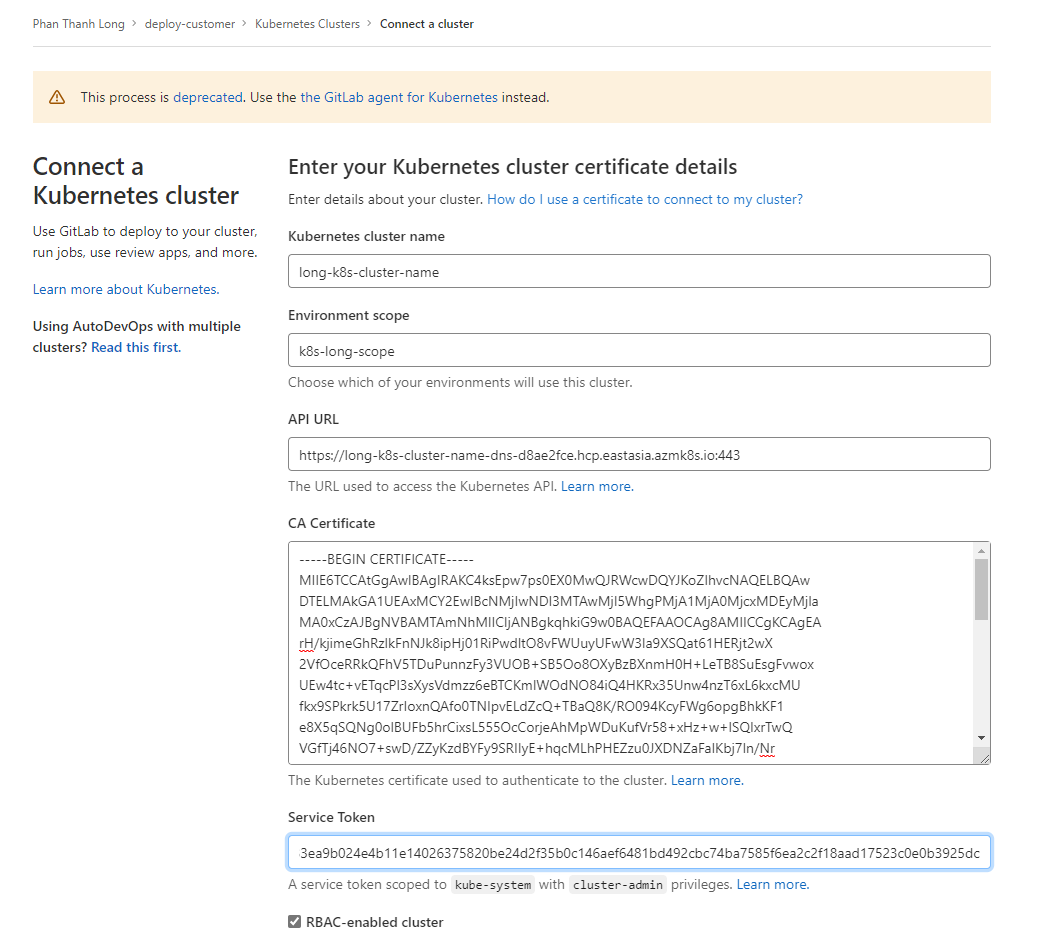 Phan Thanh Long > deploy-customer > Kubernetes Clusters > Connect a cluster
This process is deprecated. Use the the GitLab agent for Kubernetes instead.
Connect a
Kubernetes cluster
Use GitLab to deploy to your cluster,
run jobs, use review apps, and more.
Learn more about Kubernetes.
Using AutoDevOps with multiple
clusters? Read this first.
Enter your Kubernetes cluster certificate details
Enter details about your cluster. How do I use a certificate to connect to my cluster?
Kubernetes cluster name
long-k8s-cluster-name
Environment scope
k8s-long-scope
Choose which of your environments will use this cluster.
API URL
https://long-k8s-cluster-name-dns-d8ae2fce.hcp.eastasia.azmk8s.io:443
The URL used to access the Kubernetes API. Learn more.
CA Certificate
-----BEGIN CERTIFICATE-----
MIIE6TCCAtGgAwIBAgIRAKC4ksEpw7ps0EX0MwQJRWcwDQYJKoZIhvcNAQELBQAw
DTELMAkGA1UEAxMCY2EwIBcNMjIwNDI3MTAwMjI5WhgPMjA1MjA0MjcxMDEyMjla
MA0xCzAJBgNVBAMTAmNhMIICIjANBgkqhkiG9w0BAQEFAAOCAg8AMIICCgKCAgEA
rH/kjimeGhRzlkFnNJk8ipHj01RiPwdItO8vFWUuyUFwW3Ia9XSQat61HERjt2wX
2VfOceRRkQFhV5TDuPunnzFy3VUOB+SB5Oo8OXyBzBXnmH0H+LeTB8SuEsgFvwox
UEw4tc+vETqcPI3sXysVdmzz6eBTCKmIWOdNO84iQ4HKRx35Unw4nzT6xL6kxcMU
fkx9SPkrk5U17ZrIoxnQAfo0TNIpvELdZcQ+TBaQ8K/RO094KcyFWg6opgBhkKF1
e8X5qSQNg0oIBUFb5hrCixsL555OcCorjeAhMpWDuKufVr58+xHz+w+ISQIxrTwQ
VGfTj46NO7+swD/ZZyKzdBYFy9SRIIyE+hqcMLhPHEZzu0JXDNZaFaIKbj7In/Nr
The Kubernetes certificate used to authenticate to the cluster. Learn more.
Service Token
3ea9b024e4b11e14026375820be24d2f35b0c146aef6481bd492cbc74ba7585f6ea2c2f18aad17523c0e0b3925dc
A service token scoped to kube-system with cluster-admin privileges. Learn more.
RBAC-enabled cluster